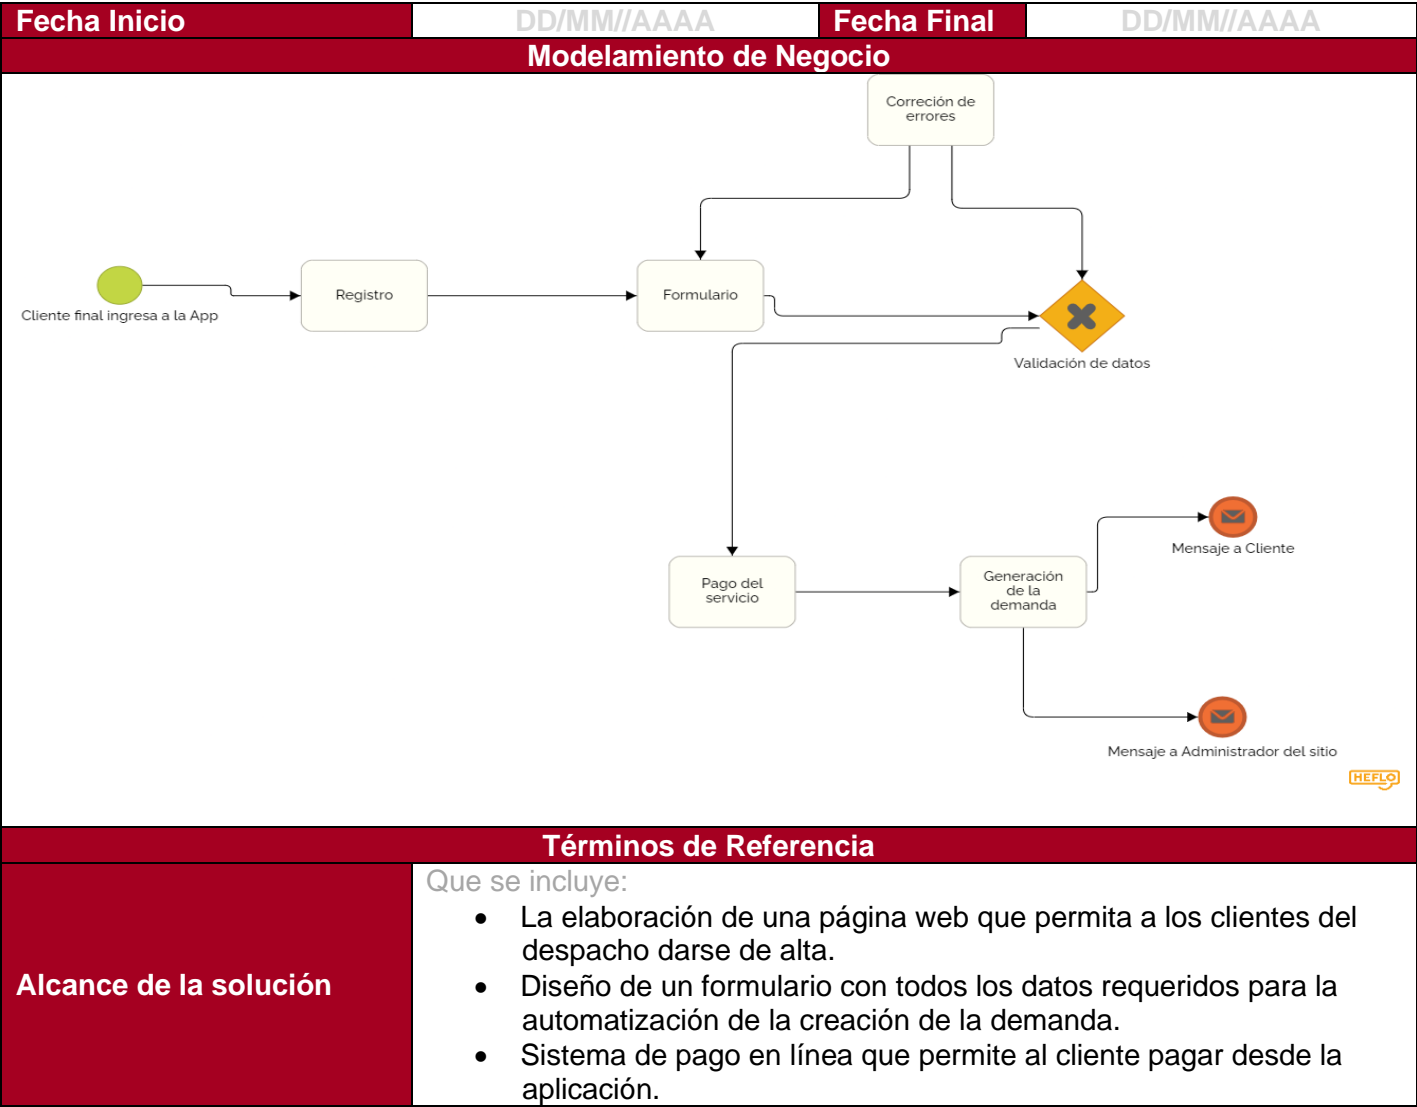 Fecha Inicio DD/MM//AAAA Fecha Final DD/MM//AAAA
Modelamiento de Negocio
Correción de
errores
Registro
Formulario
Cliente final ingresa a la App
Validación de datos
Mensaje a Cliente
Pago del
servicio
Generación
de la
demanda
Mensaje a Administrador del sitio
HEFLO
Términos de Referencia
Alcance de la solución
Que se incluye:
• La elaboración de una página web que permita a los clientes del
despacho darse de alta.
• Diseño de un formulario con todos los datos requeridos para la
automatización de la creación de la demanda.
• Sistema de pago en línea que permite al cliente pagar desde la
aplicación.